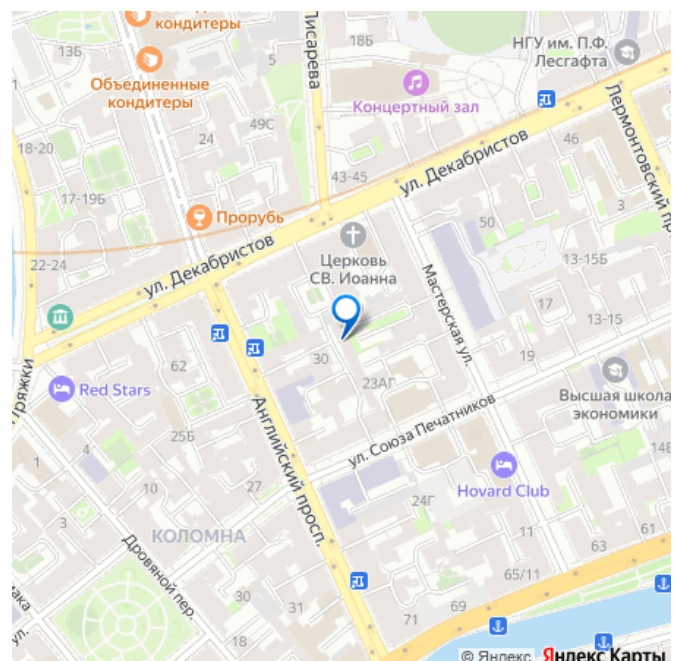 кондитеры
13Б
Объединенные
кондитеры
Писарева
18Б
НГУ им. П.Ф.
Лесгафта
Концертный зал
49С
24
18-20
17-19Б
43-45
ул. Декабристов
46
Лермонтовский пр
3
Прорубь
50
13-15Б
22-24
ул. Декабристов
Церковь
СВ. Иоанна
Мастерская ул.
17
13-15
62
30
19
23АГ
Пряжки
Red Stars
Высшая школа
экономики
25Б
Английский просп.
ул. Союза Печатников
1
4
10
27
14В
Hovard Club
24Г
3
КОЛОМНА
11
61
63
Дровяной пер.
65/11
30
31
69
71
ул.
18
© Яндекс Яндекс Карты